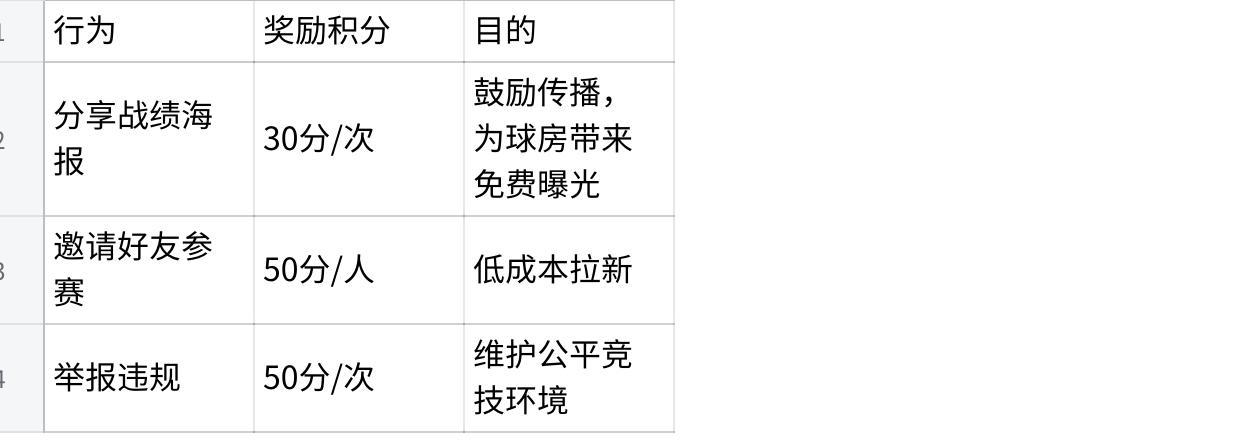 1 行为 奖励积分 目的
2 分享战绩海报 30分/次 鼓励传播，为球房带来免费曝光
3 邀请好友参赛 50分/人 低成本拉新
4 举报违规 50分/次 维护公平竞技环境